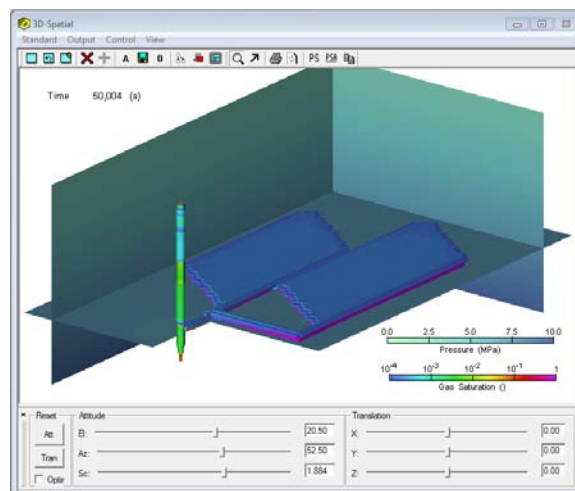 3D-Spatial
Standard Output Control View
A 0 PS
Time 50,004 (a)
0.0 2.5 5.0 7.5 10.0
Pressure (MPa)
10-4 10-3 10-2 10-1 1
Gas Saturation ()
Reset Attitude Translation
Att. El: 20.50 X: 0.00
Tran Az: 52.50 Y: 0.00
Sc: 1.884 Z: 0.00